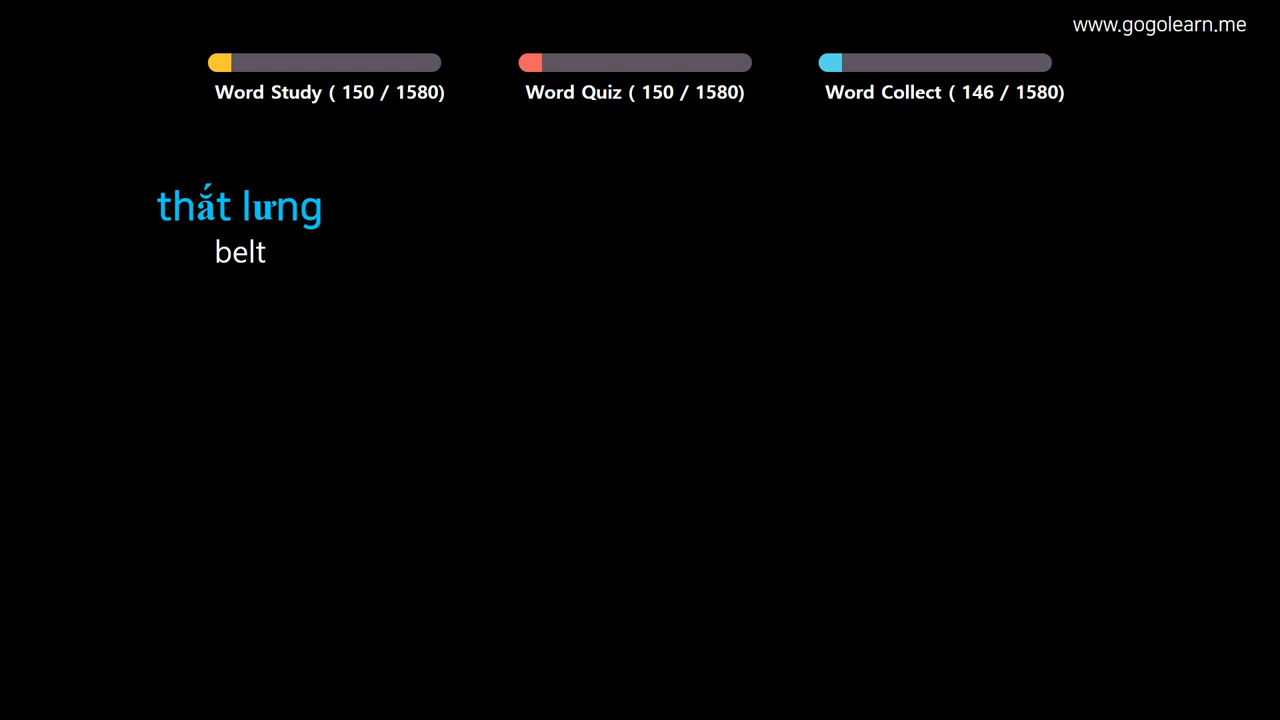 www.gogolearn.me
Word Study ( 150 / 1580)
Word Quiz ( 150 / 1580)
Word Collect ( 146 / 1580)
thắt lưng
belt